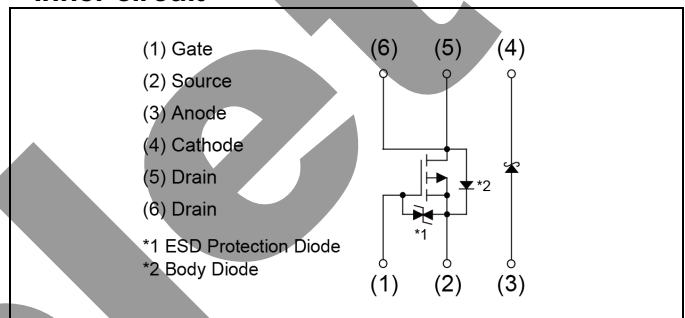 Inner circuit
(1) Gate
(2) Source
(3) Anode
(4) Cathode
(5) Drain
(6) Drain
*1 ESD Protection Diode
*2 Body Diode
(6) (5) (4)
*2
*1
(1) (2) (3)